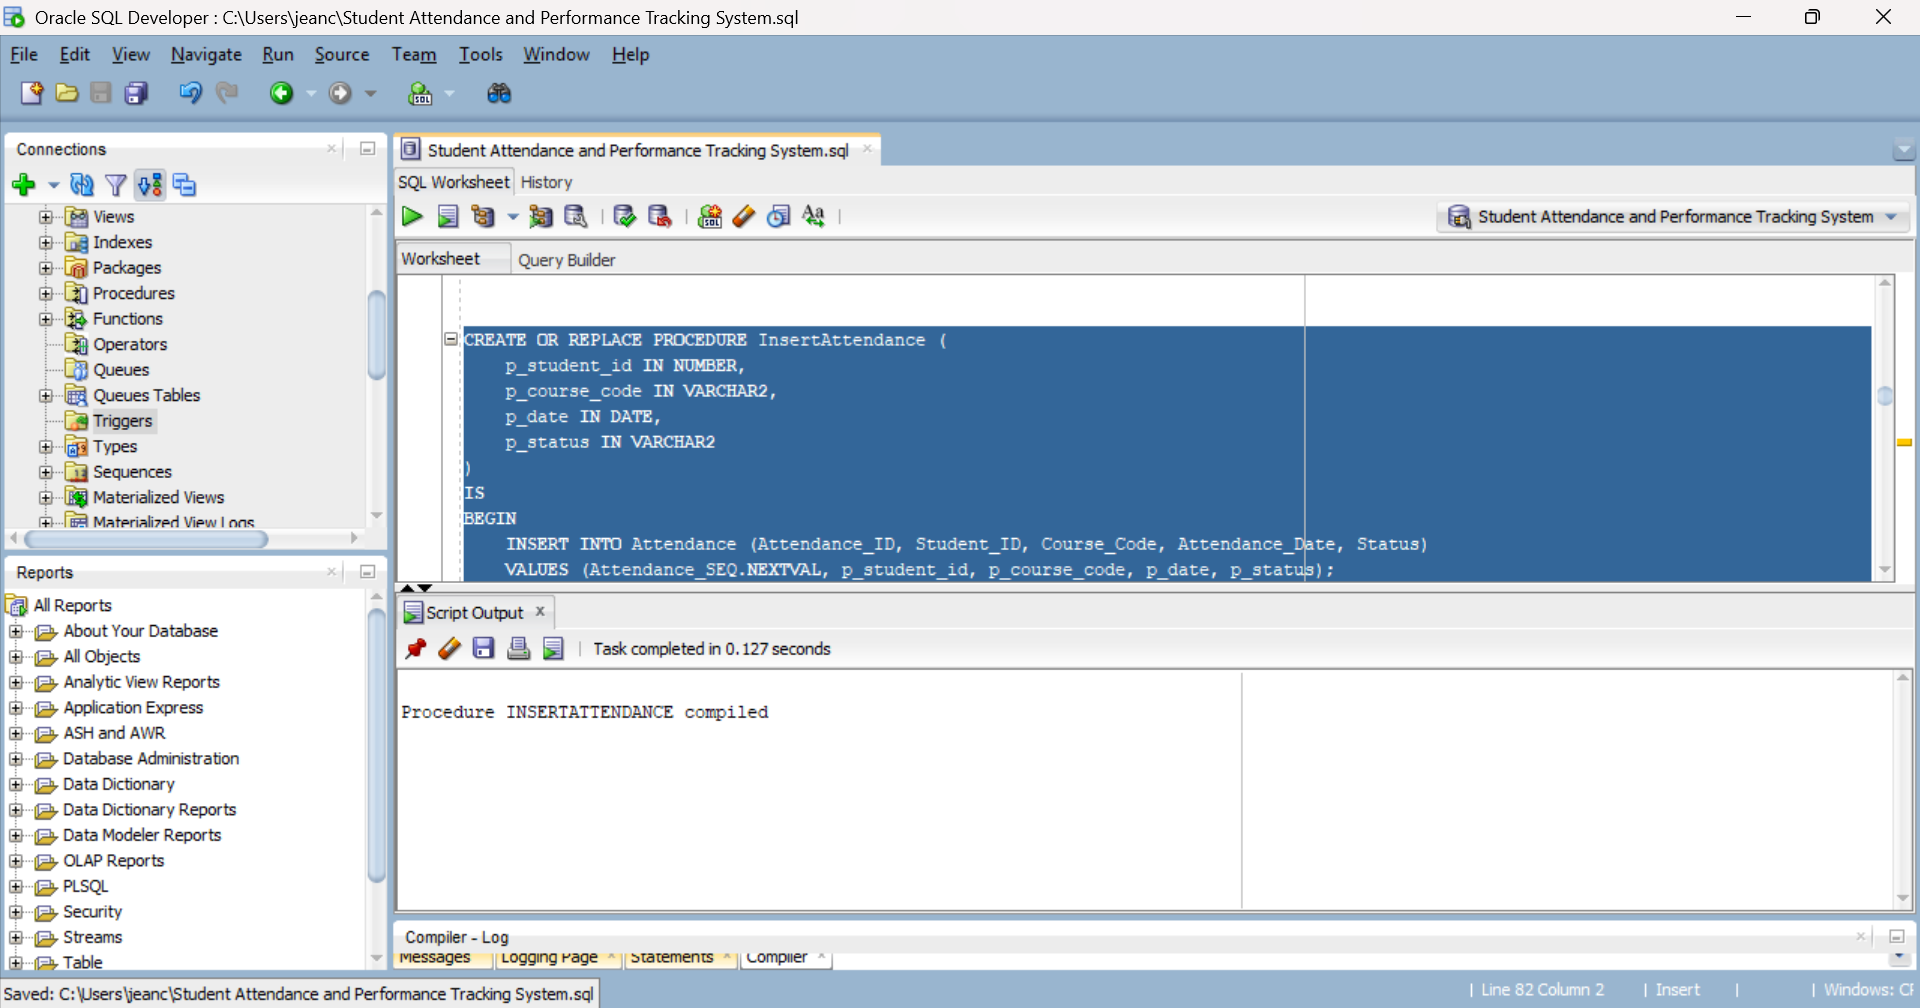 Oracle SQL Developer : C:\Users\jeanc\Student Attendance and Performance Tracking System.sql
File Edit View Navigate Run Source Team Tools Window Help
Connections
Views
Indexes
Packages
Procedures
Functions
Operators
Queues
Queues Tables
Triggers
Types
Sequences
Materialized Views
Materialized View Logs
Reports
All Reports
About Your Database
All Objects
Analytic View Reports
Application Express
ASH and AWR
Database Administration
Data Dictionary
Data Dictionary Reports
Data Modeler Reports
OLAP Reports
PLSQL
Security
Streams
Table
Student Attendance and Performance Tracking System.sql
SQL Worksheet History
Student Attendance and Performance Tracking System
Worksheet Query Builder
CREATE OR REPLACE PROCEDURE InsertAttendance (
p_student_id IN NUMBER,
p_course_code IN VARCHAR2,
p_date IN DATE,
p_status IN VARCHAR2
)
IS
BEGIN
INSERT INTO Attendance (Attendance_ID, Student_ID, Course_Code, Attendance_Date, Status)
VALUES (Attendance_SEQ.NEXTVAL, p_student_id, p_course_code, p_date, p_status);
Script Output
Task completed in 0.127 seconds
Procedure INSERTATTENDANCE compiled
Compiler - Log
Messages Logging Page Statements Compiler
Saved: C:\Users\jeanc\Student Attendance and Performance Tracking System.sql
Line 82 Column 2 Insert Windows: